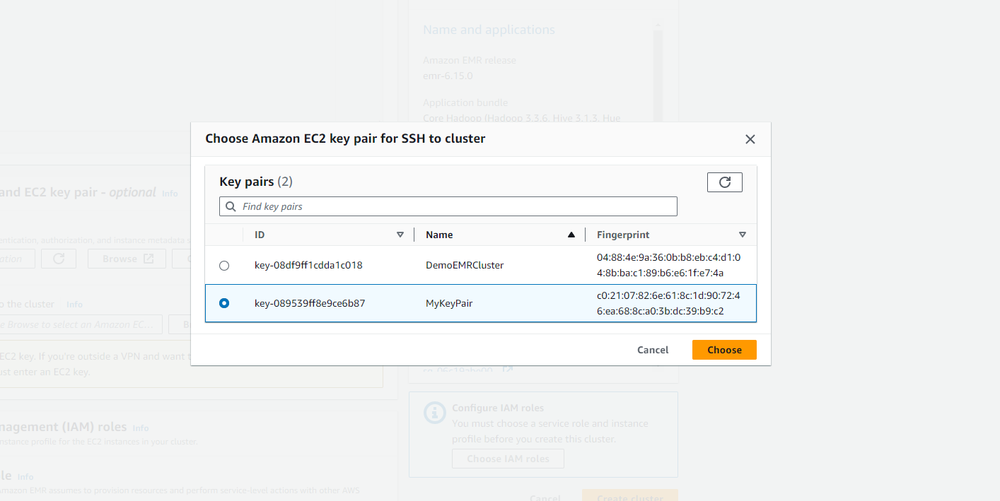 Name and applications
Amazon EMR release
emr-6.15.0
Application bundle
Core Hadoop (Hadoop 3.3.6, Hive 3.1.3, Hue
Choose Amazon EC2 key pair for SSH to cluster
Key pairs (2)
Find key pairs
ID Name Fingerprint
key-08df9ff1cdda1c018 DemoEMRCluster 04:88:4e:9a:36:0b:b8:eb:c4:d1:0
4:8b:ba:c1:89:b6:e6:1f:e7:4a
key-089539ff8e9ce6b87 MyKeyPair c0:21:07:82:6e:61:8c:1d:90:72:4
6:ea:68:8c:a0:3b:dc:39:b9:c2
Cancel Choose
and EC2 key pair - optional Info
entication, authorization, and instance metadata s
ation Browse C
o the cluster Info
e Browse to select an Amazon EC... B
EC2 key. If you're outside a VPN and want t
ust enter an EC2 key.
nagement (IAM) roles Info
nstance profile for the EC2 instances in your cluster.
le Info
mazon EMR assumes to provision resources and perform service-level actions with other AWS
Configure IAM roles
You must choose a service role and instance
profile before you create this cluster.
Choose IAM roles
Cancel Create cluster